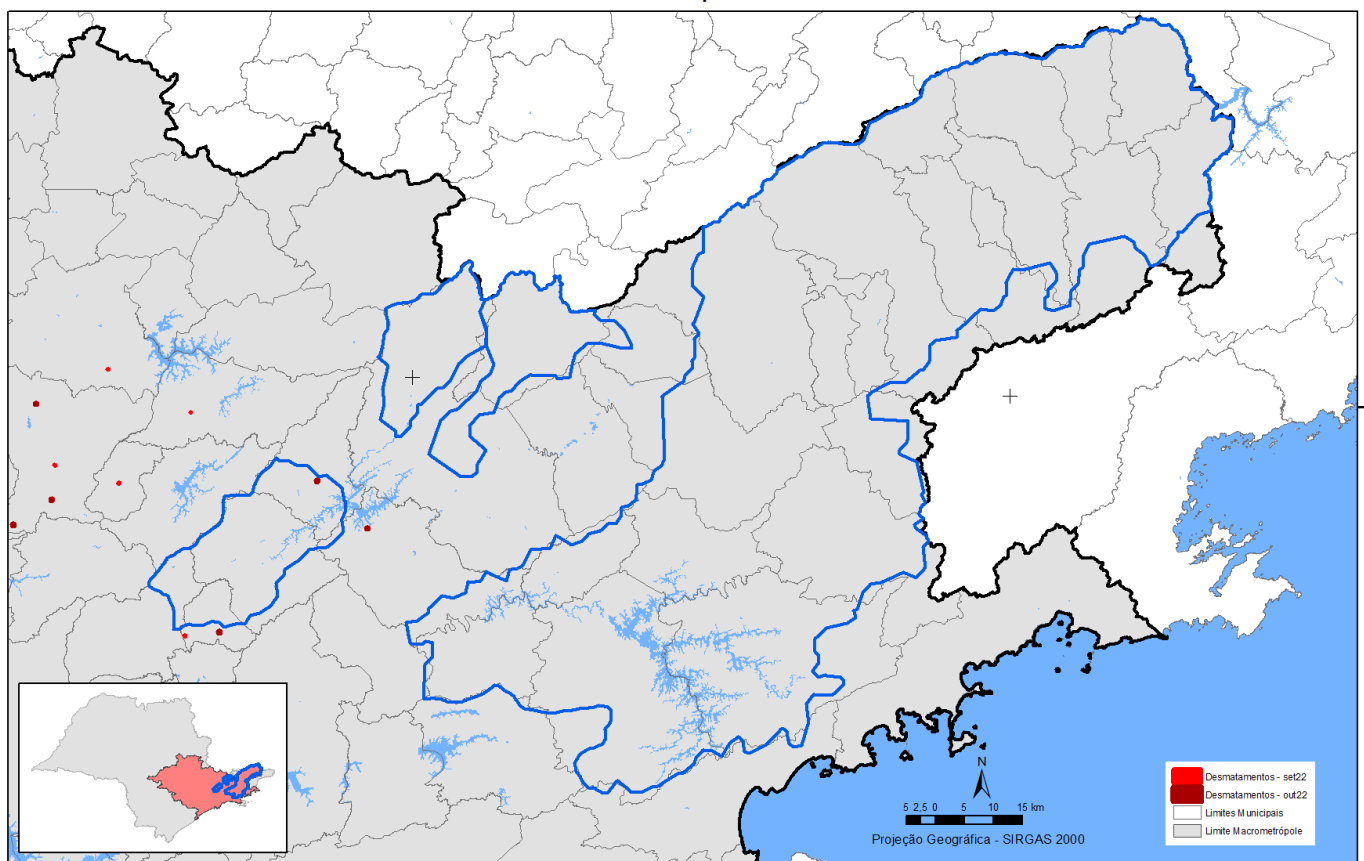 N
5 2,5 0 5 10 15 km
Projeção Geográfica - SIRGAS 2000
Desmatamentos - set22
Desmatamentos - out22
Limites Municipais
Limite Macrometrópole